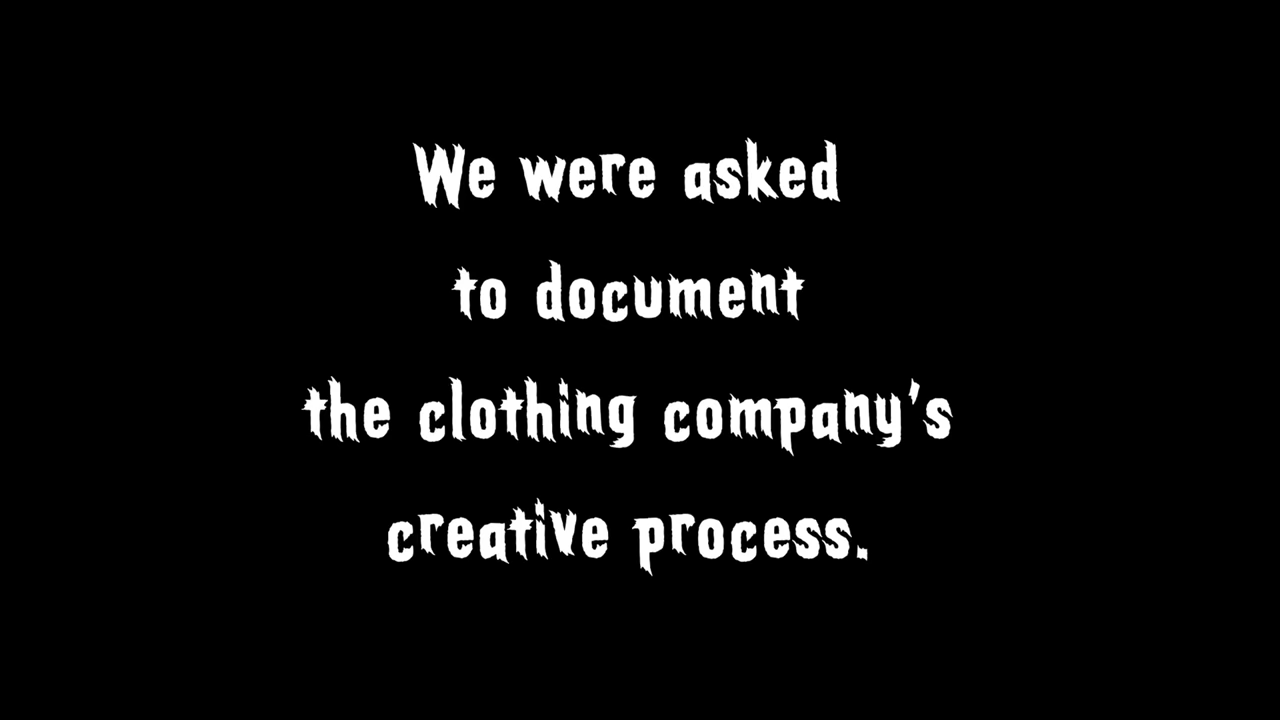 We were asked
to document
the clothing company's
creative process.